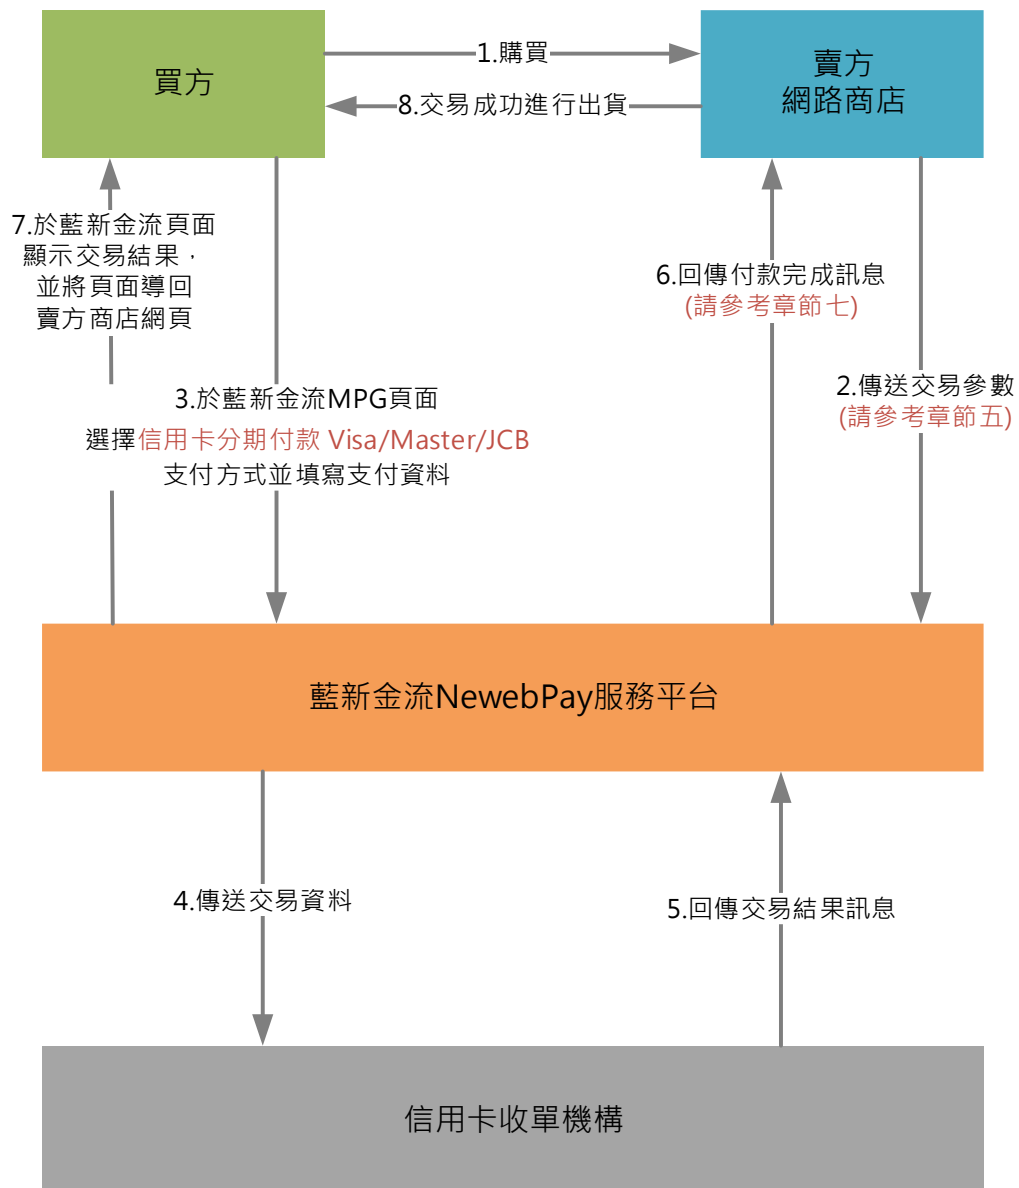 買方
1.購買
賣方
網路商店
8.交易成功進行出貨
7.於藍新金流頁面
顯示交易結果，
並將頁面導回
賣方商店網頁
6.回傳付款完成訊息
(請參考章節七)
2.傳送交易參數
(請參考章節五)
3.於藍新金流MPG頁面
選擇信用卡分期付款 Visa/Master/JCB
支付方式並填寫支付資料
藍新金流NewebPay服務平台
4.傳送交易資料
5.回傳交易結果訊息
信用卡收單機構